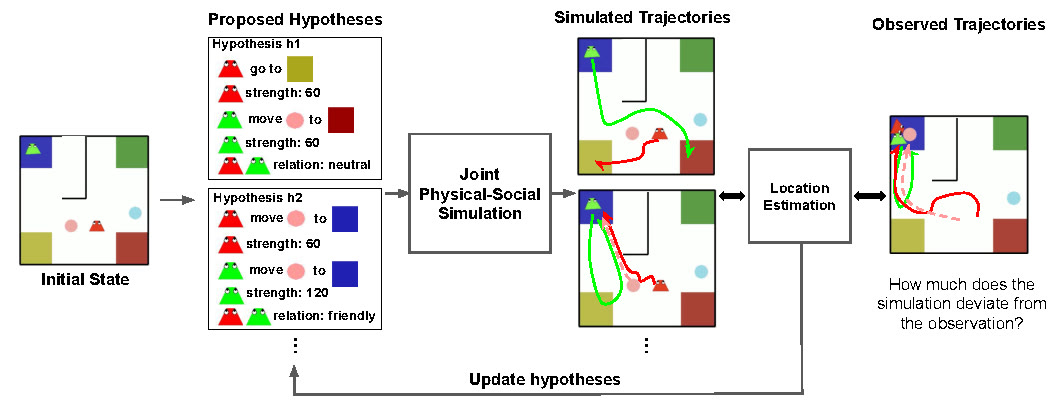 Proposed Hypotheses
Simulated Trajectories
Observed Trajectories
Initial State
Hypothesis h1
go to
strength: 60
move to
strength: 60
relation: neutral
Hypothesis h2
move to
strength: 60
move to
strength: 120
relation: friendly
Joint
Physical-Social
Simulation
Location
Estimation
How much does the
simulation deviate from
the observation?
Update hypotheses